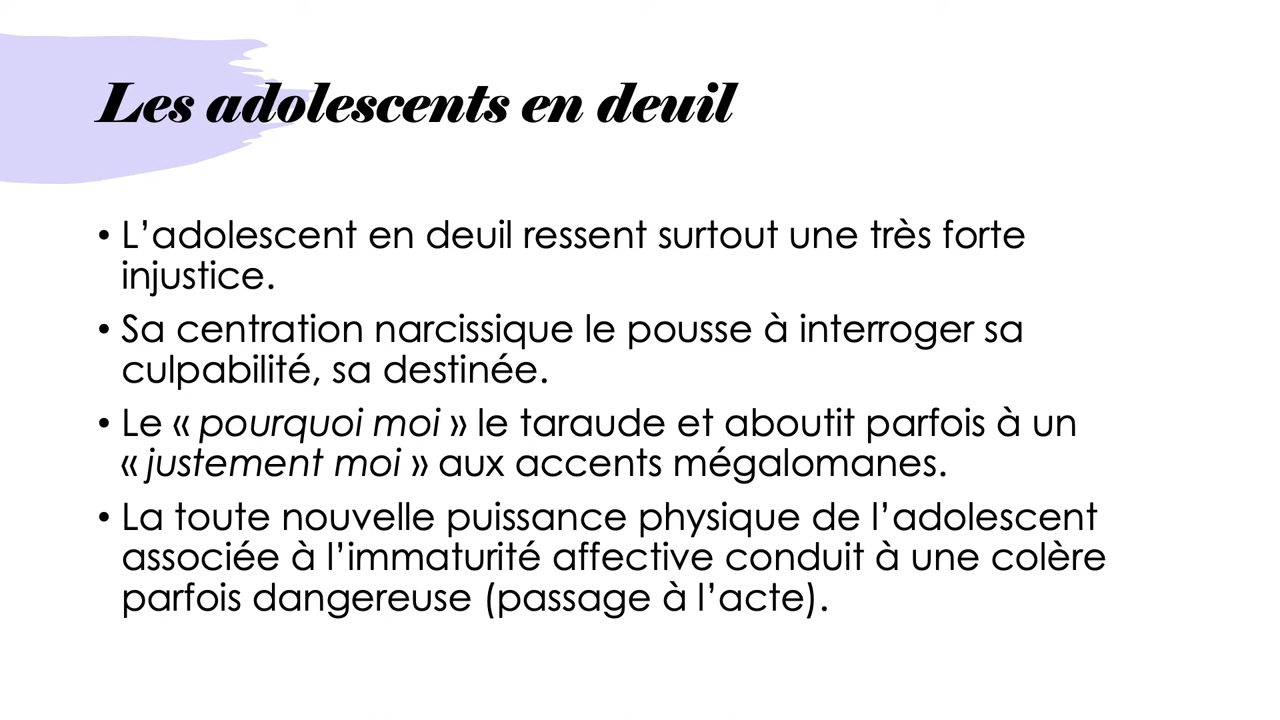 Les adolescents en deuil
• L’adolescent en deuil ressent surtout une très forte
injustice.
• Sa centration narcissique le pousse à interroger sa
culpabilité, sa destinée.
• Le « pourquoi moi » le taraude et aboutit parfois à un
« justement moi » aux accents mégalomanes.
• La toute nouvelle puissance physique de l’adolescent
associée à l’immaturité affective conduit à une colère
parfois dangereuse (passage à l’acte).